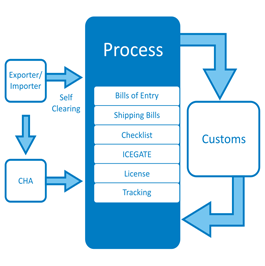 Process
Exporter/
Importer
Self
Clearing
Bills of Entry
Shipping Bills
Checklist
ICEGATE
License
Tracking
Customs
CHA